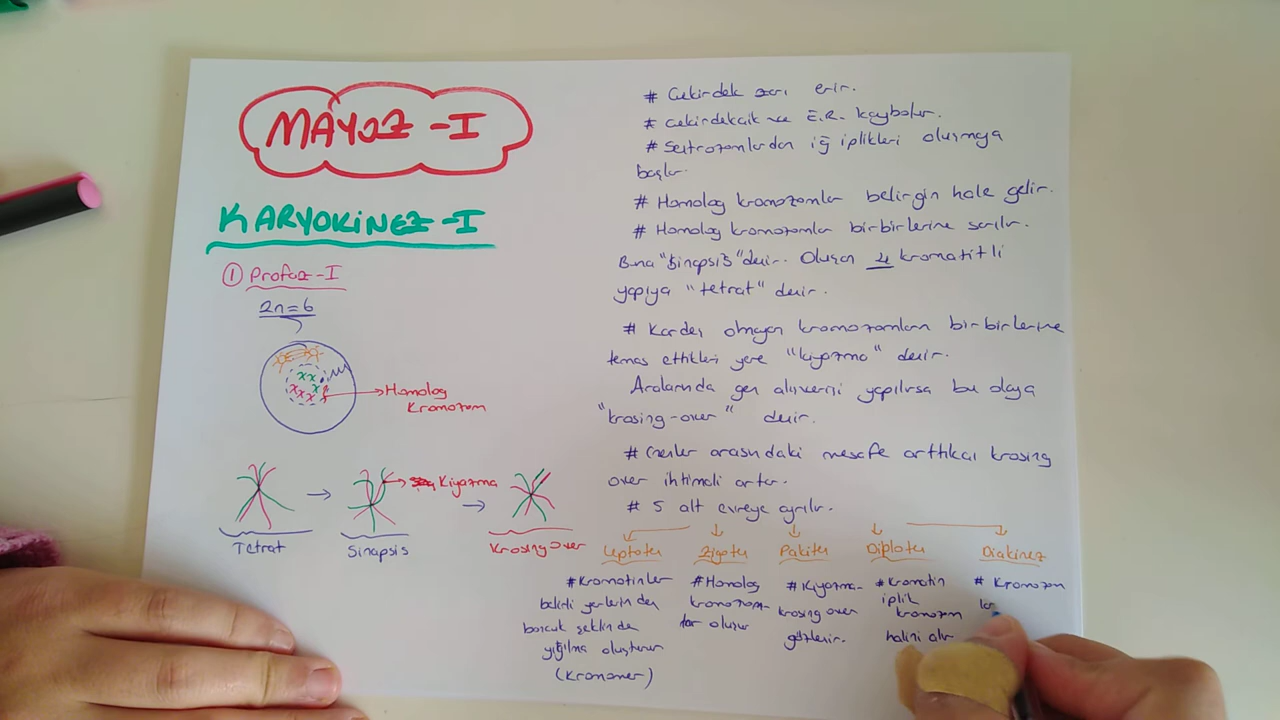 MAYOZ-I
KARYOKİNEZ-I
① Profaz-I
2n=6
Homolog
Kromozom
Kiyazma
Tetrat
Sinapsis
Krosing Over
# Çekirdek zarı erir.
# Çekirdekcik ve E.R. kaybolur.
# Sentrozomlardan iğ iplikleri oluşmaya
başlar.
# Homolog kromozomlar belirgin hale gelir.
# Homolog kromozomlar birbirlerine sarılır.
Buna "Sinapsis" denir. Oluşan 4 kromatitli
yapıya "tetrat" denir.
# Kardeş olmayan kromozomların birbirlerine
temas ettikleri yere "kiyazma" denir.
Aralarında gen alışverişi yapılırsa bu olaya
"krosing-over" denir.
# Genler arasındaki mesafe arttıkça krosing
over ihtimali artar.
# 5 alt evreye ayrılır.
Leptoten Zigoten Pakiten Diploten Diakinez
# Kromatinler
belirli yerlerinden
boncuk şeklinde
yığılma oluşturur
(Kromomer)
# Homolog
kromozom-
lar oluşur
# Kiyazma-
krosing over
gözlenir.
# Kromatin
iplik
kromozom
halini alır
# Kromozom